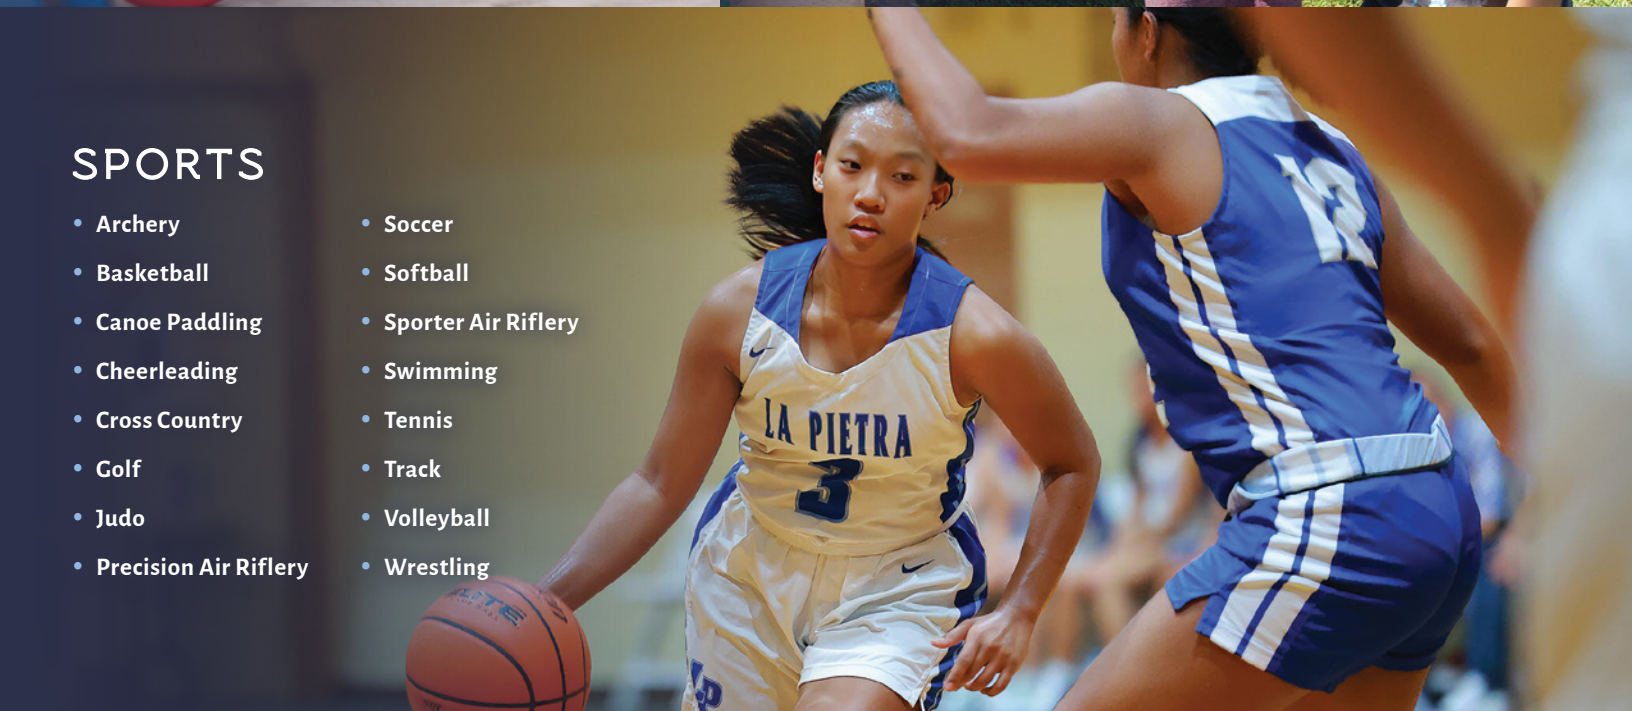 SPORTS
Archery
Basketball
Canoe Paddling
Cheerleading
Cross Country
Golf
Judo
Precision Air Riflery
Soccer
Softball
Sporter Air Riflery
Swimming
Tennis
Track
Volleyball
Wrestling
LA PIETRA
3
12
LP